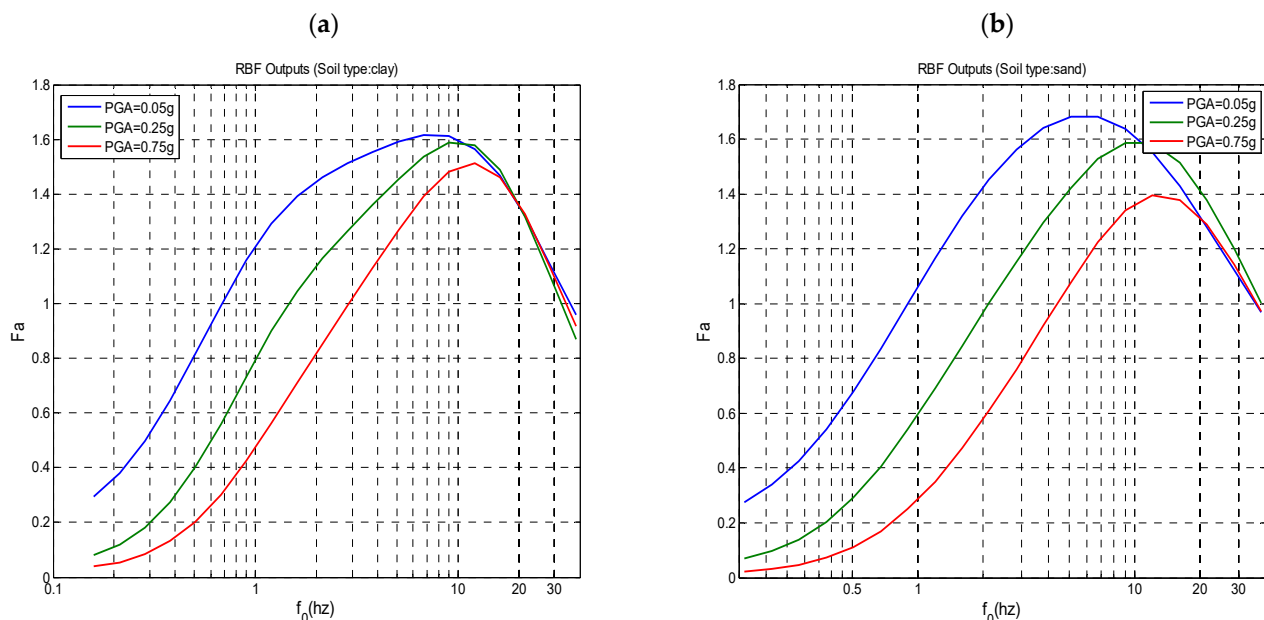 (a)
RBF Outputs (Soil type:clay)
PGA=0.05g
PGA=0.25g
PGA=0.75g
1.8
1.6
1.4
1.2
1
0.8
0.6
0.4
0.2
0
Fa
0.1
1
10
20
30
f0(hz)
(b)
RBF Outputs (Soil type:sand)
PGA=0.05g
PGA=0.25g
PGA=0.75g
1.8
1.6
1.4
1.2
1
0.8
0.6
0.4
0.2
0
Fa
0.5
1
10
20
30
f0(hz)